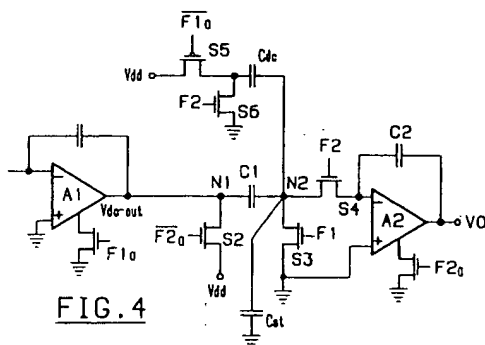 F1a
S5
Cdc
Vdd
F2
S6
C2
F2
A1
Vdo-out
N1
C1
N2
S4
A2
VO
F2a
S2
F1
S3
F1a
F2a
Vdd
Cst
FIG.4